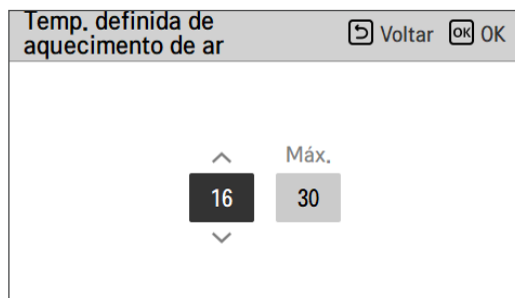 Temp. definida de
aquecimento de ar
Voltar OK OK
Máx.
16 30